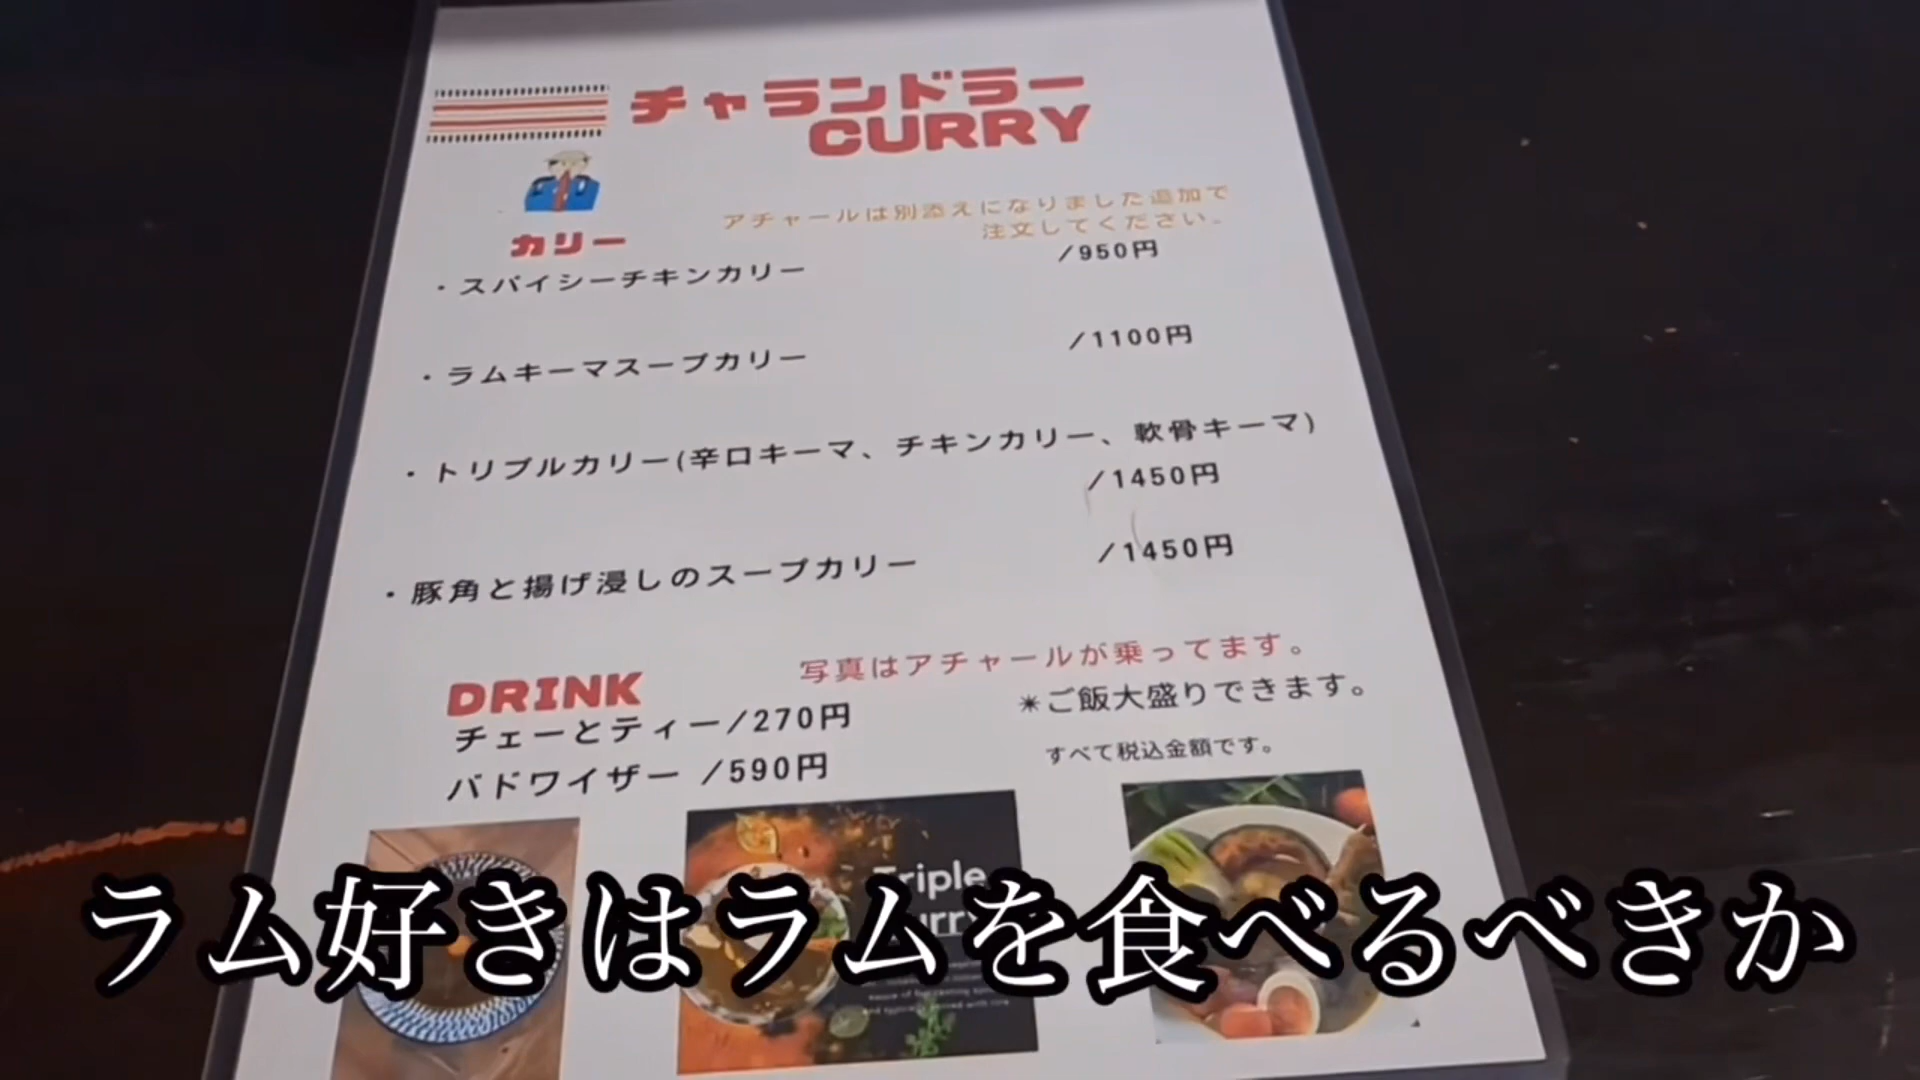 チャランドラー
CURRY
アチャールは別添えになりました追加で
注文してください。
カリー
・スパイシーチキンカリー /950円
・ラムキーマスープカリー /1100円
・トリプルカリー(辛口キーマ、チキンカリー、軟骨キーマ)
/1450円
・豚角と揚げ浸しのスープカリー /1450円
写真はアチャールが乗ってます。
DRINK
✴ご飯大盛りできます。
チェーとティー/270円
すべて税込金額です。
バドワイザー /590円
Triple
ラム好きはラムを食べるべきか